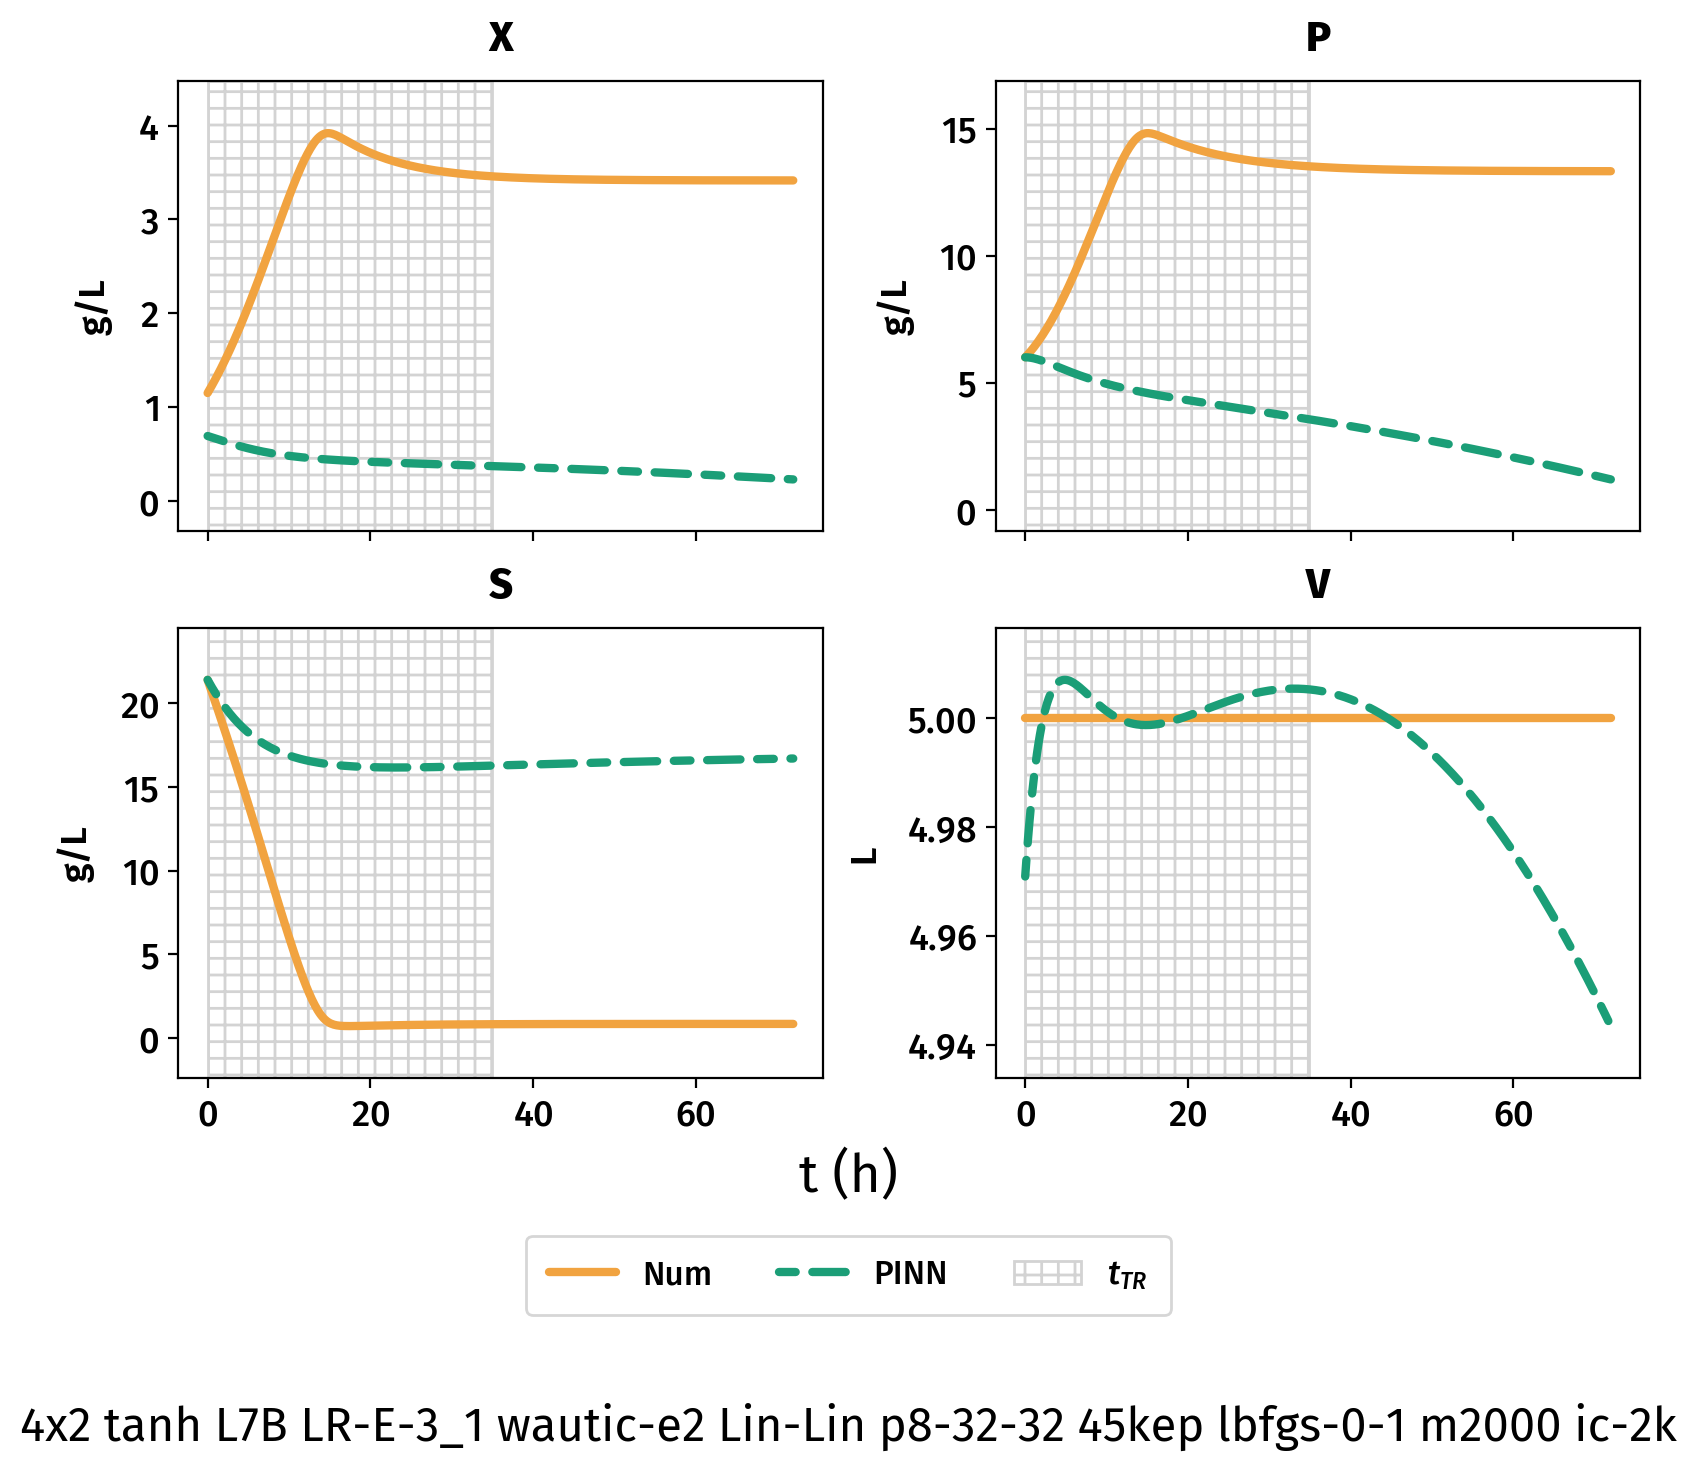 X
4
3
2
1
0
g/L
P
15
10
5
0
g/L
S
20
15
10
5
0
g/L
0 20 40 60
V
5.00
4.98
4.96
4.94
L
0 20 40 60
t (h)
Num PINN tTR
4x2 tanh L7B LR-E-3_1 wautic-e2 Lin-Lin p8-32-32 45kep lbfgs-0-1 m2000 ic-2k